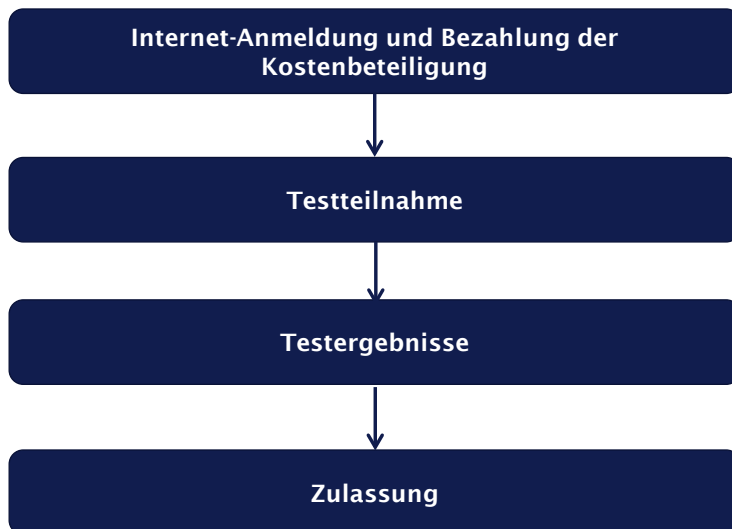 Internet-Anmeldung und Bezahlung der
Kostenbeteiligung
Testteilnahme
Testergebnisse
Zulassung